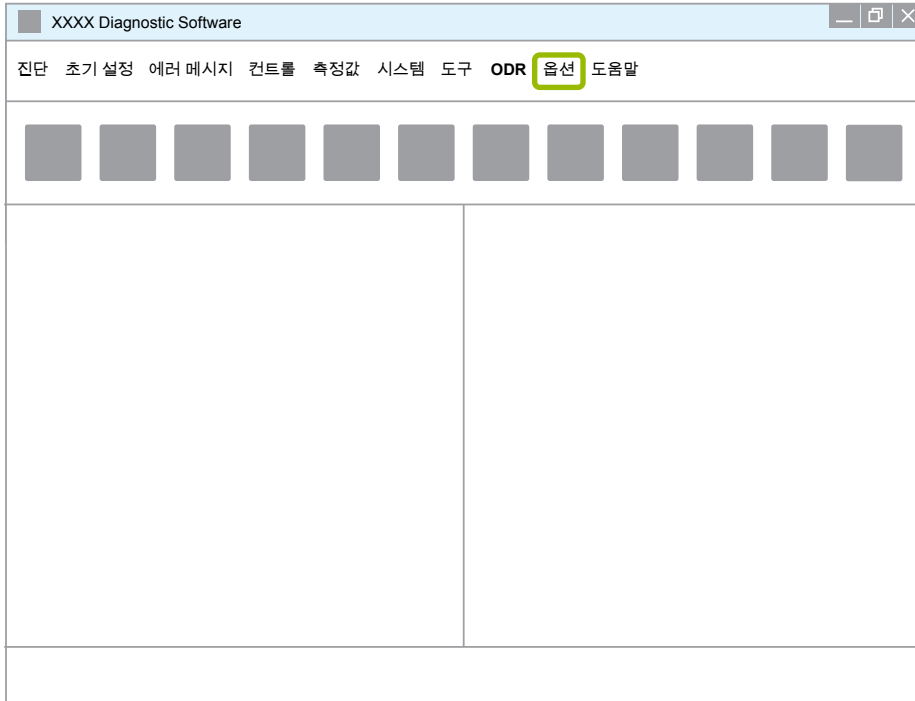 XXXX Diagnostic Software
진단 초기 설정 에러 메시지 컨트롤 측정값 시스템 도구 ODR 옵션 도움말